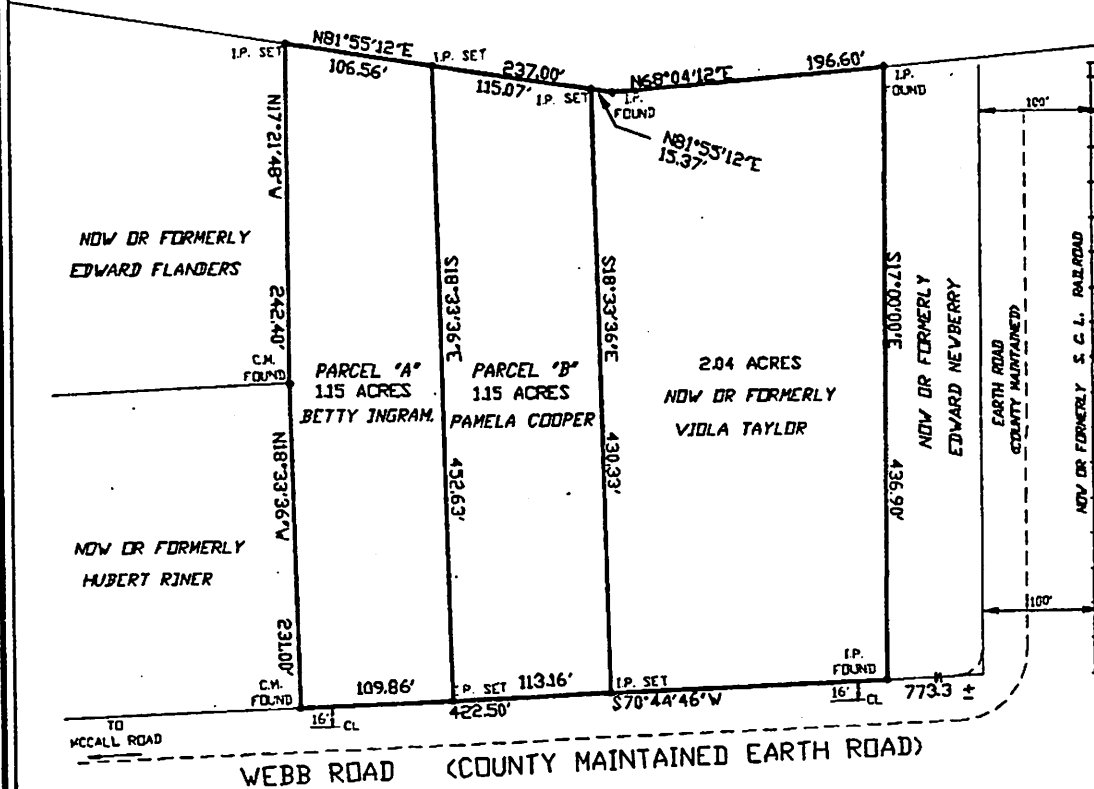 N81°55'12"E
I.P. SET
106.56'
I.P. SET
237.00'
115.07'
I.P. SET
I.P.
FOUND
N68°04'12"E
196.60'
I.P.
FOUND
N81°55'12"E
15.37'
100'
N17°21'48"W
242.40'
NOW OR FORMERLY
EDWARD FLANDERS
C.M.
FOUND
PARCEL "A"
1.15 ACRES
BETTY INGRAM.
S18°33'36"E
452.63'
PARCEL "B"
1.15 ACRES
PAMELA COOPER
S18°33'36"E
430.33'
2.04 ACRES
NOW OR FORMERLY
VIOLA TAYLOR
S17°00'00"E
436.90'
NOW OR FORMERLY
EDWARD NEWBERRY
EARTH ROAD
(COUNTY MAINTAINED)
NOW OR FORMERLY S. C. L. RAILROAD
N18°33'36"W
231.00'
NOW OR FORMERLY
HUBERT RINER
100'
C.M.
FOUND
109.86'
I.P. SET
113.16'
I.P. SET
I.P.
FOUND
422.50'
S70°44'46"W
16'
CL
773.3 ±
16'
CL
TO
MCCALL ROAD
WEBB ROAD (COUNTY MAINTAINED EARTH ROAD)